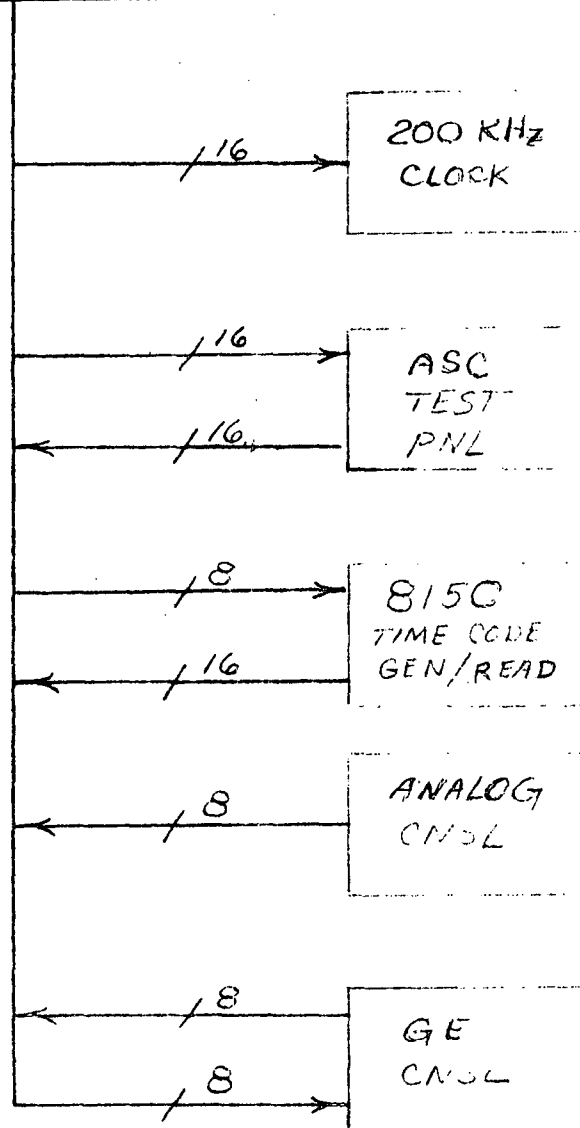 16
200 KHz
CLOCK
16
16
ASC
TEST
PNL
8
16
8150
TIME CODE
GEN/READ
8
ANALOG
CNSL
8
8
GE
CNSL